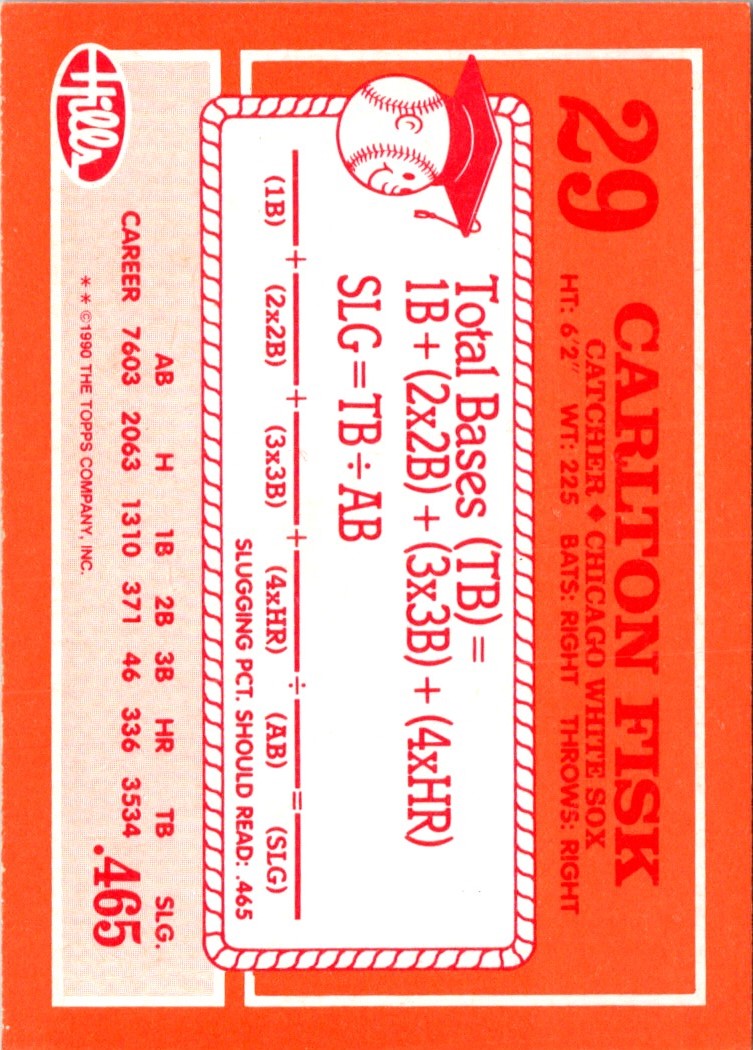 29
CARLTON FISK
CATCHER ♦ CHICAGO WHITE SOX
HT: 6'2" WT: 225 BATS: RIGHT THROWS: RIGHT
Total Bases (TB) =
1B + (2x2B) + (3x3B) + (4xHR)
SLG = TB ÷ AB
+ + + ÷ =
(1B) (2x2B) (3x3B) (4xHR) (AB) (SLG)
SLUGGING PCT. SHOULD READ: .465
Hills
AB H 1B 2B 3B HR TB SLG.
CAREER 7603 2063 1310 371 46 336 3534 .465
* * ©1990 THE TOPPS COMPANY, INC.